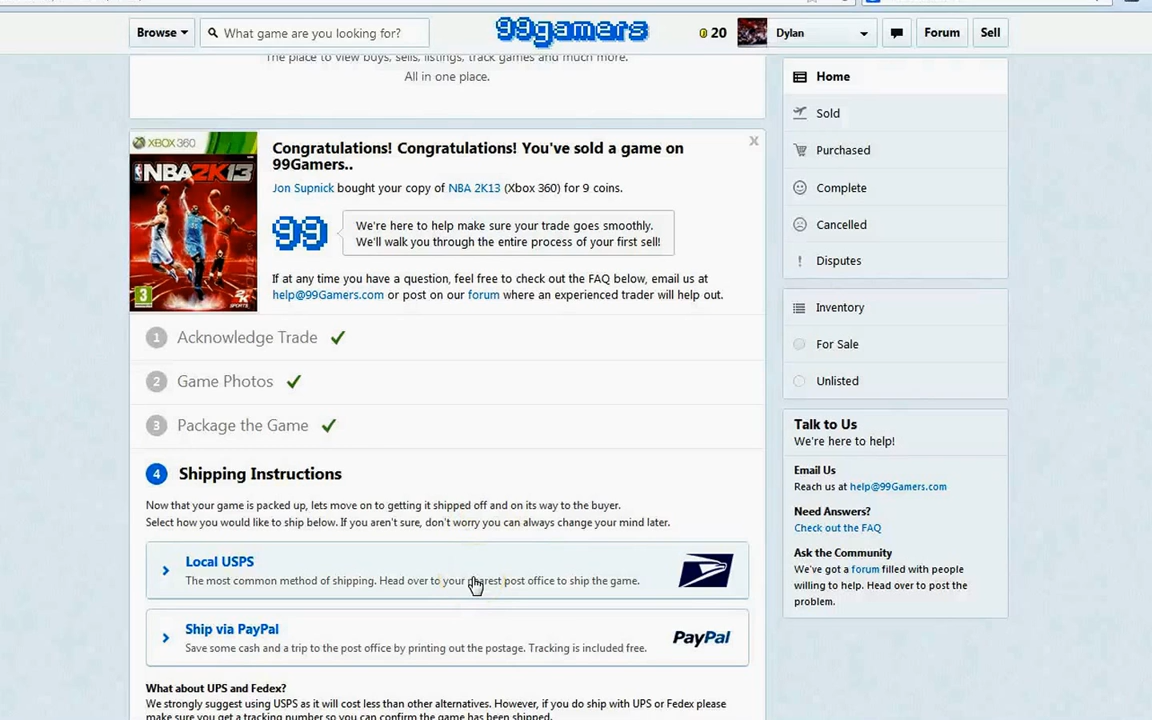 Browse
What game are you looking for?
99gamers
20
Dylan
Forum
Sell
The place to view buys, sells, listings, track games and much more.
All in one place.
XBOX 360
NBA2K13
3
2K
SPORTS
Congratulations! Congratulations! You've sold a game on
99Gamers..
X
Jon Supnick bought your copy of NBA 2K13 (Xbox 360) for 9 coins.
99
We're here to help make sure your trade goes smoothly.
We'll walk you through the entire process of your first sell!
If at any time you have a question, feel free to check out the FAQ below, email us at
help@99Gamers.com or post on our forum where an experienced trader will help out.
1 Acknowledge Trade
2 Game Photos
3 Package the Game
4 Shipping Instructions
Now that your game is packed up, lets move on to getting it shipped off and on its way to the buyer.
Select how you would like to ship below. If you aren't sure, don't worry you can always change your mind later.
Local USPS
The most common method of shipping. Head over to your nearest post office to ship the game.
Ship via PayPal
Save some cash and a trip to the post office by printing out the postage. Tracking is included free.
PayPal
What about UPS and Fedex?
We strongly suggest using USPS as it will cost less than other alternatives. However, if you do ship with UPS or Fedex please
make sure you get a tracking number so you can confirm the game has been shipped.
Home
Sold
Purchased
Complete
Cancelled
Disputes
Inventory
For Sale
Unlisted
Talk to Us
We're here to help!
Email Us
Reach us at help@99Gamers.com
Need Answers?
Check out the FAQ
Ask the Community
We've got a forum filled with people
willing to help. Head over to post the
problem.